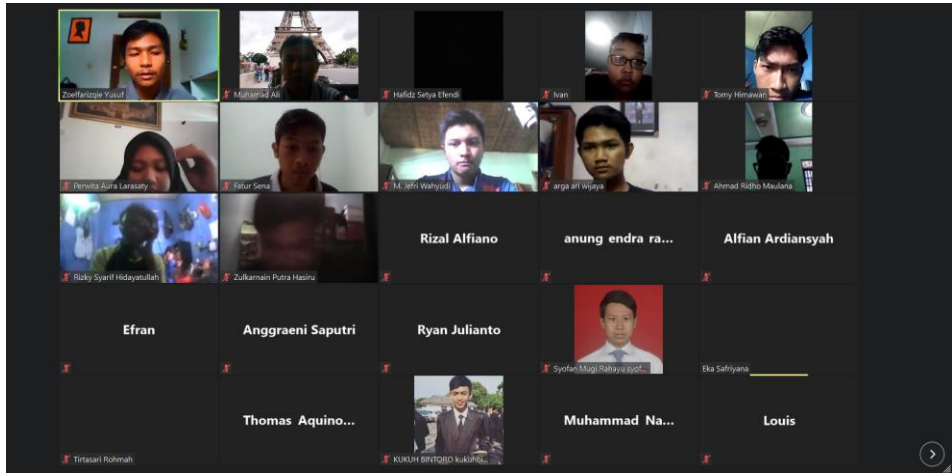 Zoelfarizqie Yusuf
Muhamad Ali
Hafidz Setya Efendi
Ivan
Tomy Himawan
Perwita Aura Larasaty
Fatur Sena
M. Jefri Wahyudi
arga ari wijaya
Ahmad Ridho Maulana
Rizky Syarif Hidayatullah
Zulkarnain Putra Hasiru
Rizal Alfiano
anung endra ra...
Alfian Ardiansyah
Efran
Anggraeni Saputri
Ryan Julianto
Syofan Mugi Rahayu syof...
Eka Safriyana
Tirtasari Rohmah
Thomas Aquino...
KUKUH BINTORO kukuhbi...
Muhammad Na...
Louis